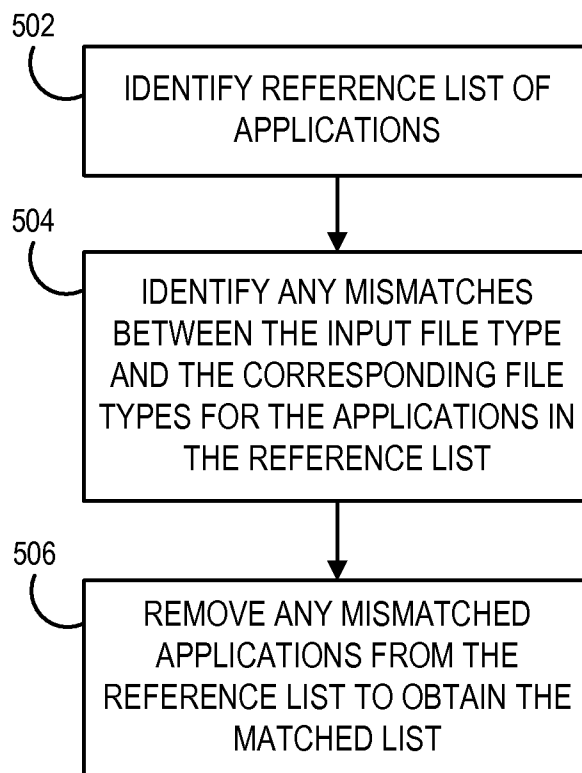 502
IDENTIFY REFERENCE LIST OF
APPLICATIONS
504
IDENTIFY ANY MISMATCHES
BETWEEN THE INPUT FILE TYPE
AND THE CORRESPONDING FILE
TYPES FOR THE APPLICATIONS IN
THE REFERENCE LIST
506
REMOVE ANY MISMATCHED
APPLICATIONS FROM THE
REFERENCE LIST TO OBTAIN THE
MATCHED LIST